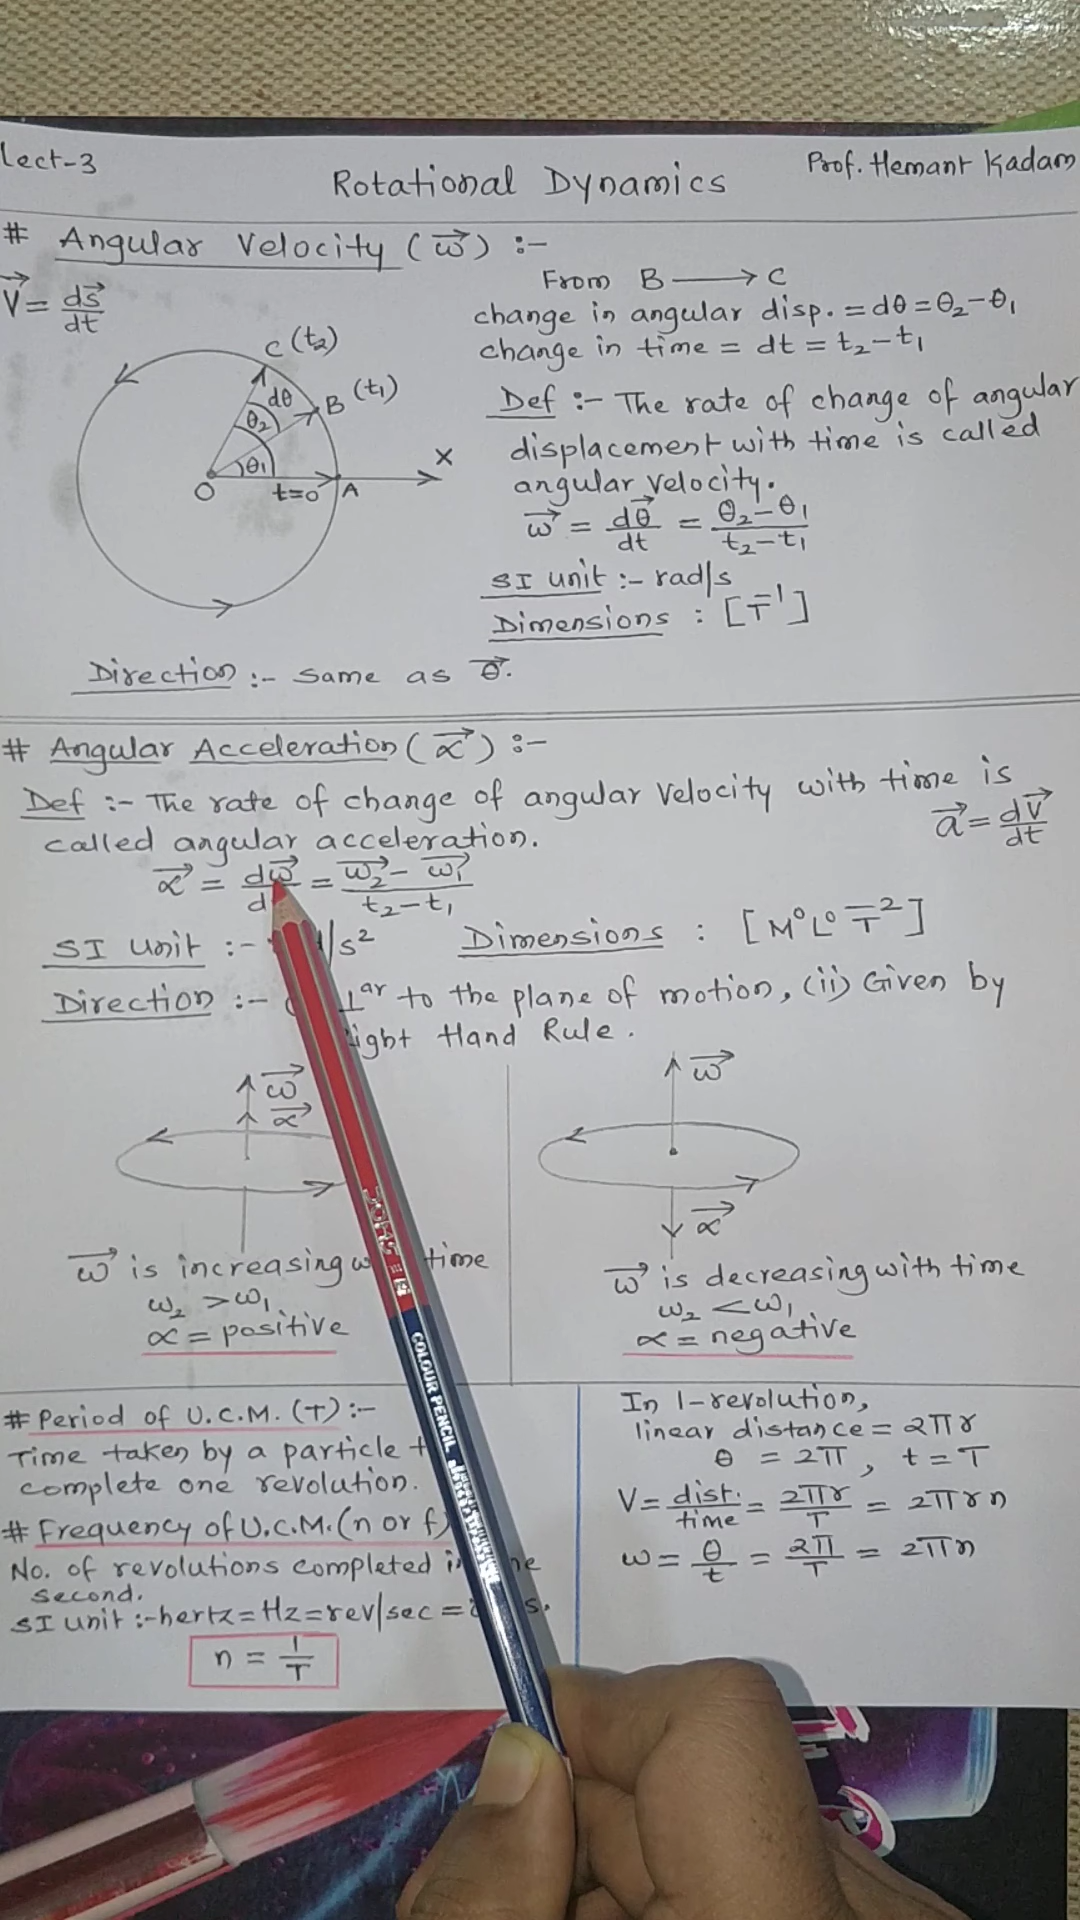 Lect-3
Rotational Dynamics
Prof. Hemant Kadam
# Angular Velocity (ω⃗) :-
V⃗ = ds⃗/dt
From B ⟶ C
change in angular disp. = dθ = θ₂-θ₁
change in time = dt = t₂-t₁
C (t₂)
dθ
B (t₁)
θ₂
θ₁
X
O
t=0
A
Def :- The rate of change of angular
displacement with time is called
angular velocity.
ω⃗ = dθ⃗/dt = θ₂-θ₁/t₂-t₁
SI unit :- rad/s
Dimensions : [T⁻¹]
Direction :- same as θ⃗.
# Angular Acceleration (α⃗) :-
Def :- The rate of change of angular velocity with time is
called angular acceleration.
a⃗ = dV⃗/dt
α⃗ = dω⃗/d = ω⃗₂-ω⃗₁/t₂-t₁
SI Unit :- /s²
Dimensions : [M⁰L⁰T⁻²]
Direction :- ⊥ᵃʳ to the plane of motion, (ii) Given by
ight Hand Rule.
ω⃗
α⃗
ω⃗ is increasing time
ω₂ > ω₁
α = positive
ω⃗
α⃗
ω⃗ is decreasing with time
ω₂ < ω₁
α = negative
# Period of U.C.M. (T) :-
Time taken by a particle
complete one revolution.
# Frequency of U.C.M. (n or f)
No. of revolutions completed
second.
SI unit :- hertz = Hz = rev/sec =
n = 1/T
In 1-revolution,
linear distance = 2πr
θ = 2π , t = T
V = dist./time = 2πr/T = 2πrn
ω = θ/t = 2π/T = 2πn
COLOUR PENCIL